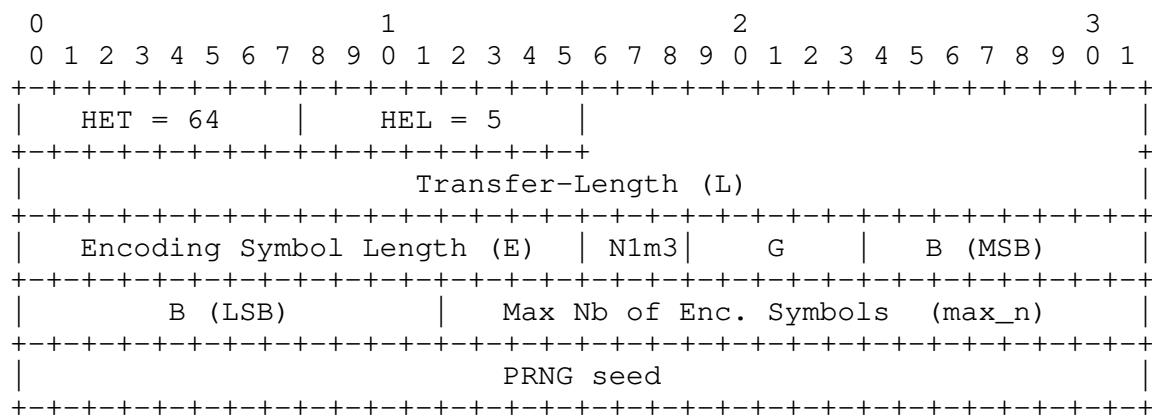 0                   1                   2                   3
 0 1 2 3 4 5 6 7 8 9 0 1 2 3 4 5 6 7 8 9 0 1 2 3 4 5 6 7 8 9 0 1
+-+-+-+-+-+-+-+-+-+-+-+-+-+-+-+-+-+-+-+-+-+-+-+-+-+-+-+-+-+-+-+-+
|   HET = 64    |    HEL = 5    |                               |
+-+-+-+-+-+-+-+-+-+-+-+-+-+-+-+-+                               +
|                      Transfer-Length (L)                      |
+-+-+-+-+-+-+-+-+-+-+-+-+-+-+-+-+-+-+-+-+-+-+-+-+-+-+-+-+-+-+-+-+
|   Encoding Symbol Length (E)  | N1m3|    G    |   B (MSB)     |
+-+-+-+-+-+-+-+-+-+-+-+-+-+-+-+-+-+-+-+-+-+-+-+-+-+-+-+-+-+-+-+-+
|        B (LSB)        |   Max Nb of Enc. Symbols  (max_n)     |
+-+-+-+-+-+-+-+-+-+-+-+-+-+-+-+-+-+-+-+-+-+-+-+-+-+-+-+-+-+-+-+-+
|                           PRNG seed                           |
+-+-+-+-+-+-+-+-+-+-+-+-+-+-+-+-+-+-+-+-+-+-+-+-+-+-+-+-+-+-+-+-+